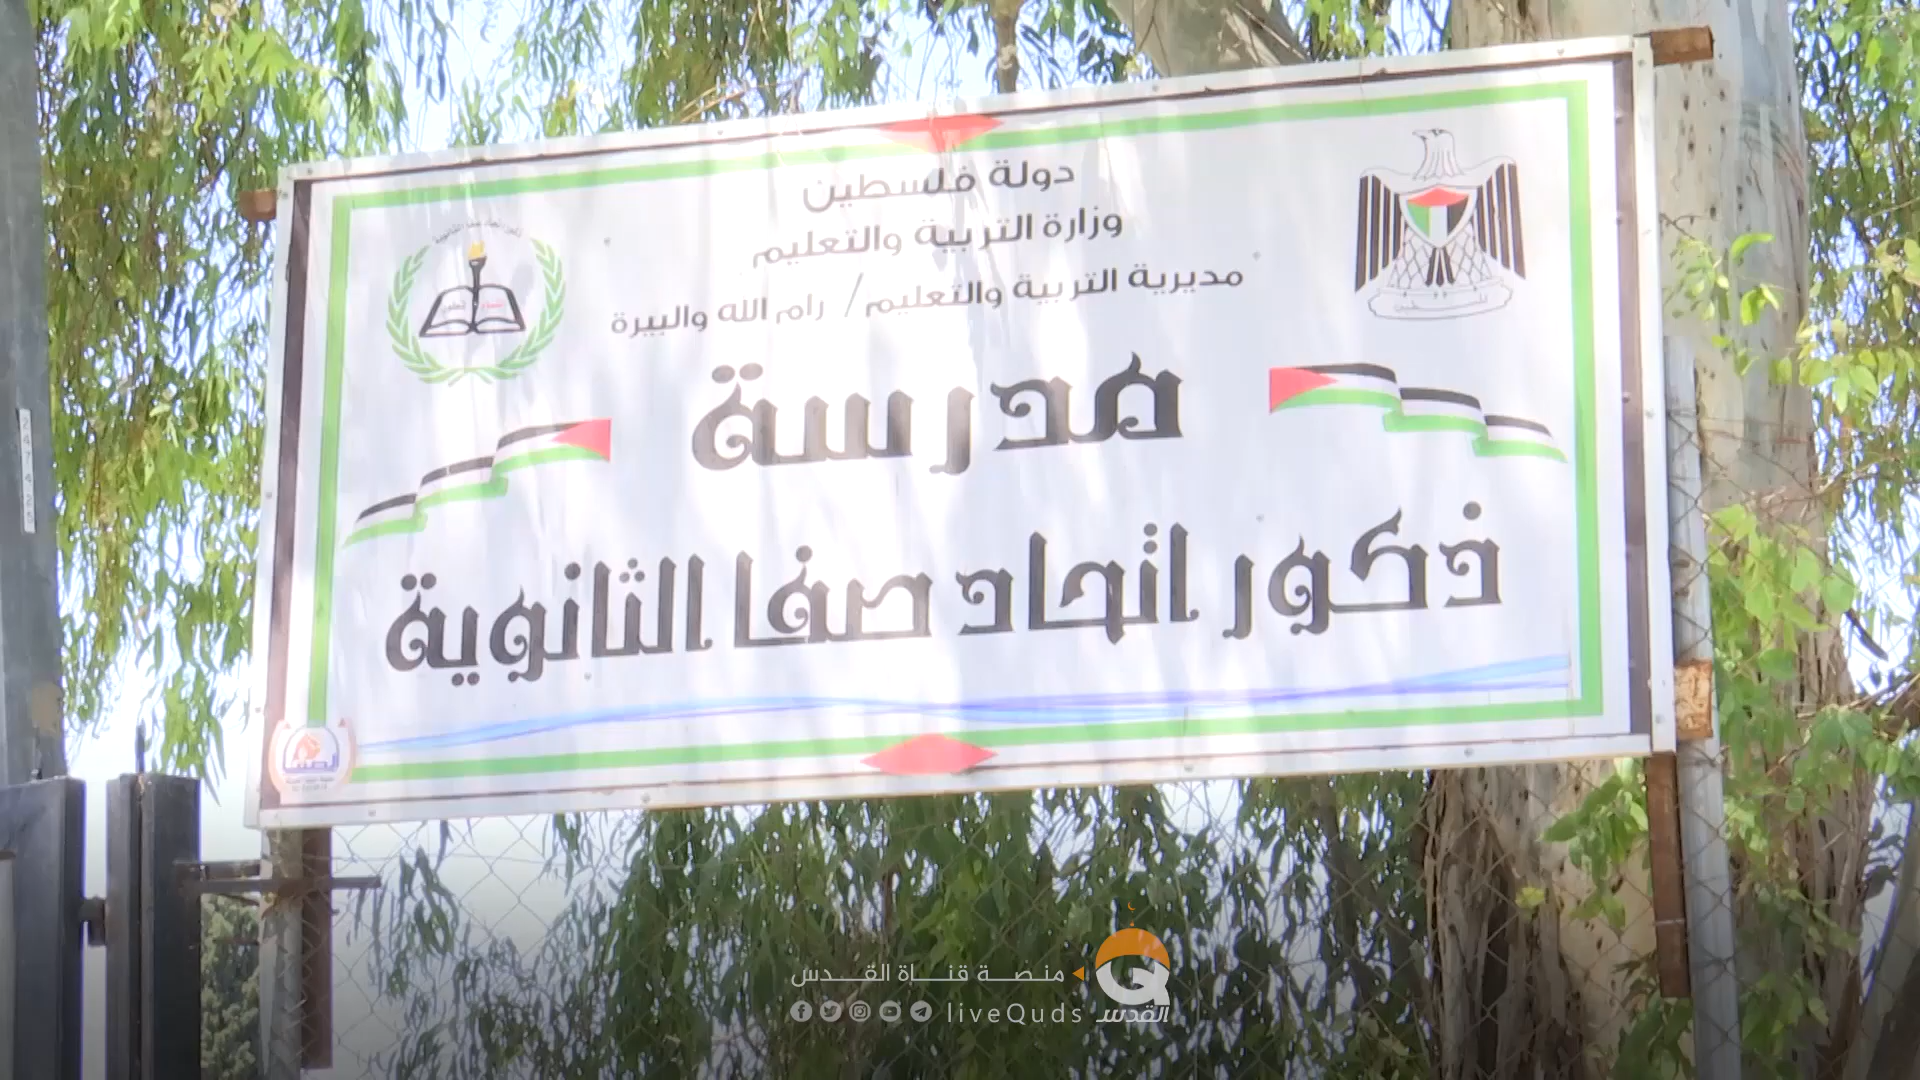 دولة فلسطين
وزارة التربية والتعليم
مديرية التربية والتعليم / رام الله والبيرة
مدرسة
ذكور اتحاد صفا الثانوية
247425
منصة قناة القدس
liveQuds
القدس